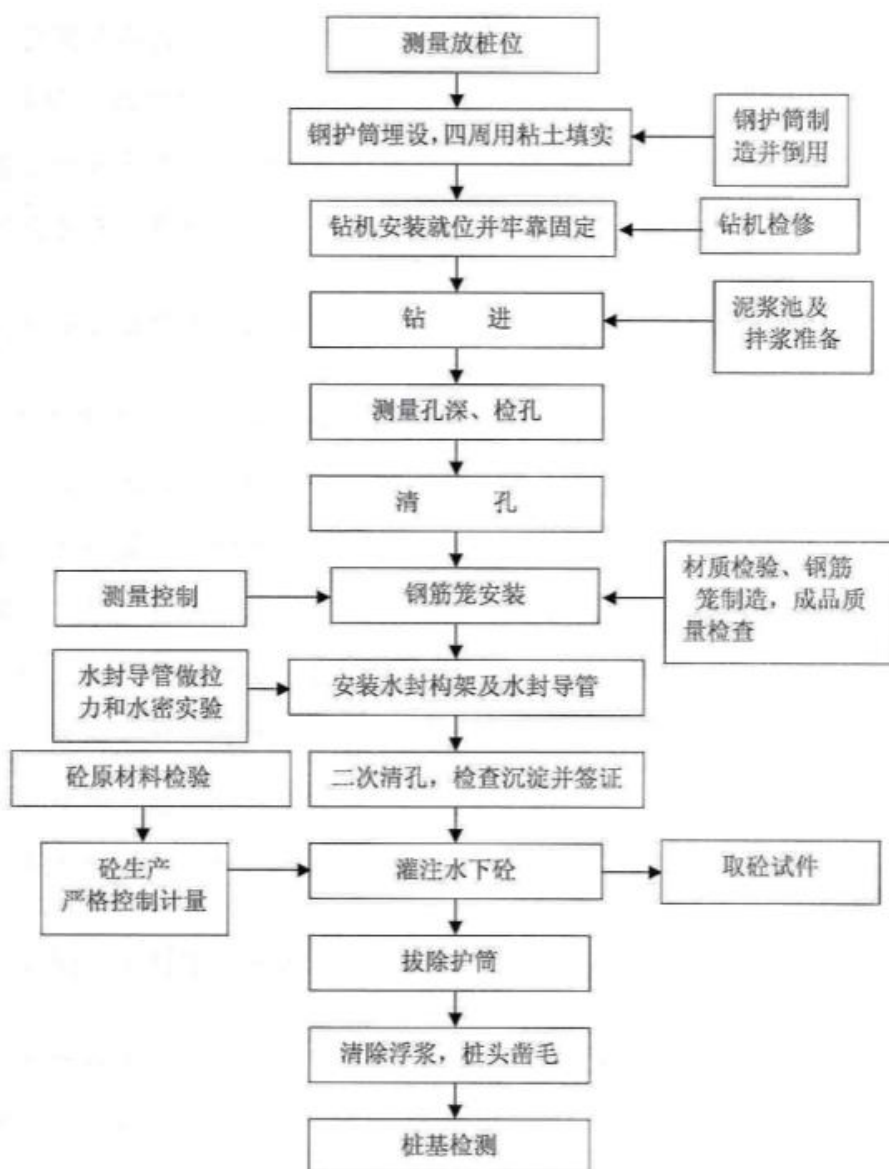 测量放桩位
钢护筒埋设，四周用粘土填实
钢护筒制
造并倒用
钻机安装就位并牢靠固定
钻机检修
钻 进
泥浆池及
拌浆准备
测量孔深、检孔
清 孔
测量控制
钢筋笼安装
材质检验、钢筋
笼制造，成品质
量检查
水封导管做拉
力和水密实验
安装水封构架及水封导管
砼原材料检验
二次清孔，检查沉淀并签证
砼生产
严格控制计量
灌注水下砼
取砼试件
拔除护筒
清除浮浆，桩头凿毛
桩基检测